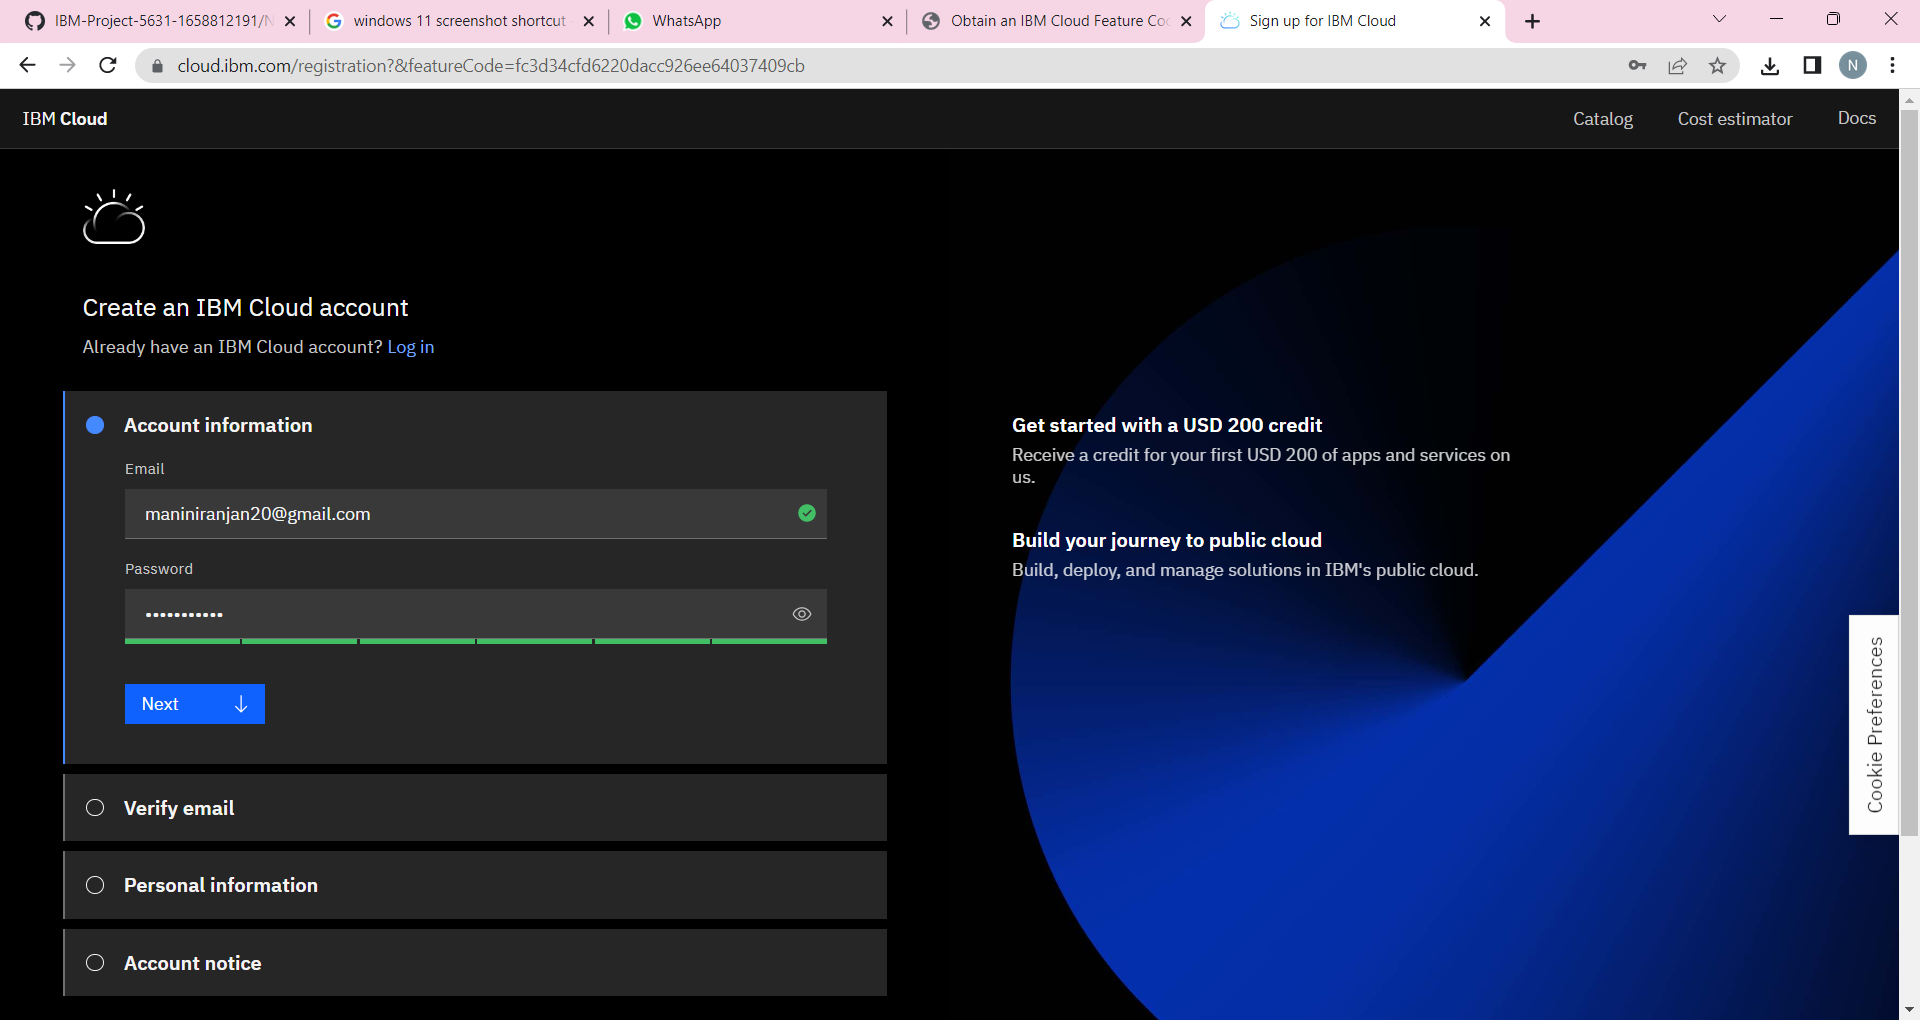 IBM-Project-5631-1658812191/N
windows 11 screenshot shortcut
WhatsApp
Obtain an IBM Cloud Feature Co
Sign up for IBM Cloud
cloud.ibm.com/registration?&featureCode=fc3d34cfd6220dacc926ee64037409cb
N
IBM Cloud
Catalog
Cost estimator
Docs
Create an IBM Cloud account
Already have an IBM Cloud account? Log in
Account information
Email
maniniranjan20@gmail.com
Password
•••••••••••
Next
Verify email
Personal information
Account notice
Get started with a USD 200 credit
Receive a credit for your first USD 200 of apps and services on
us.
Build your journey to public cloud
Build, deploy, and manage solutions in IBM's public cloud.
Cookie Preferences